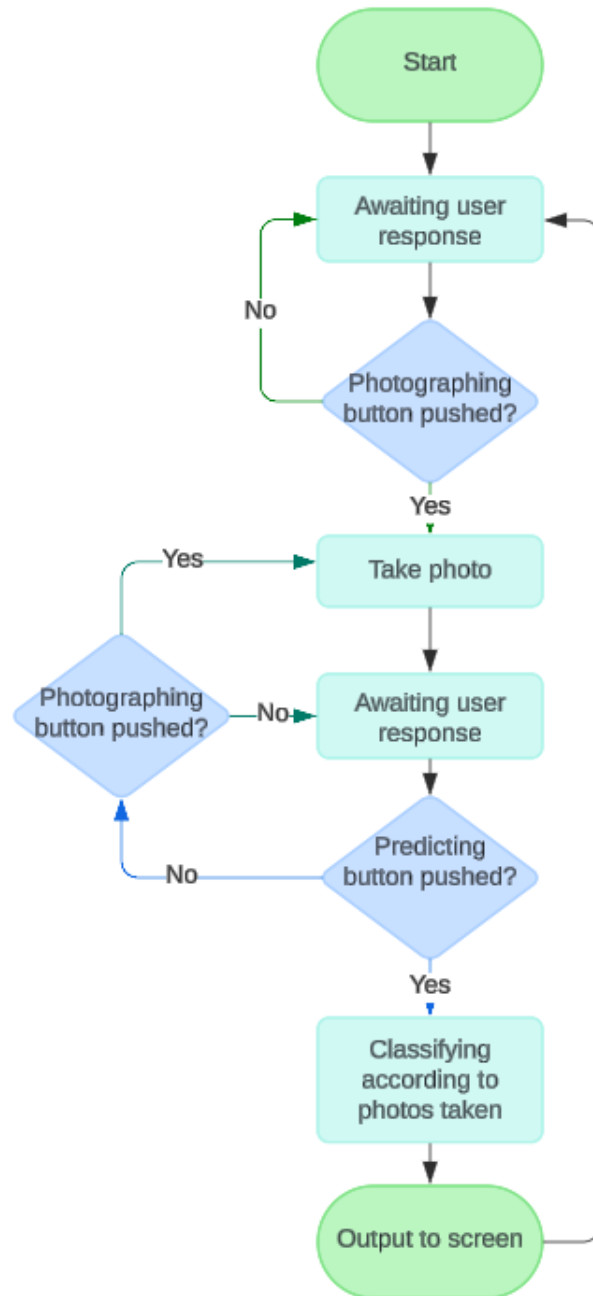 Start
Awaiting user
response
No
Photographing
button pushed?
Yes
Yes
Take photo
Photographing
button pushed?
No
Awaiting user
response
No
Predicting
button pushed?
Yes
Classifying
according to
photos taken
Output to screen